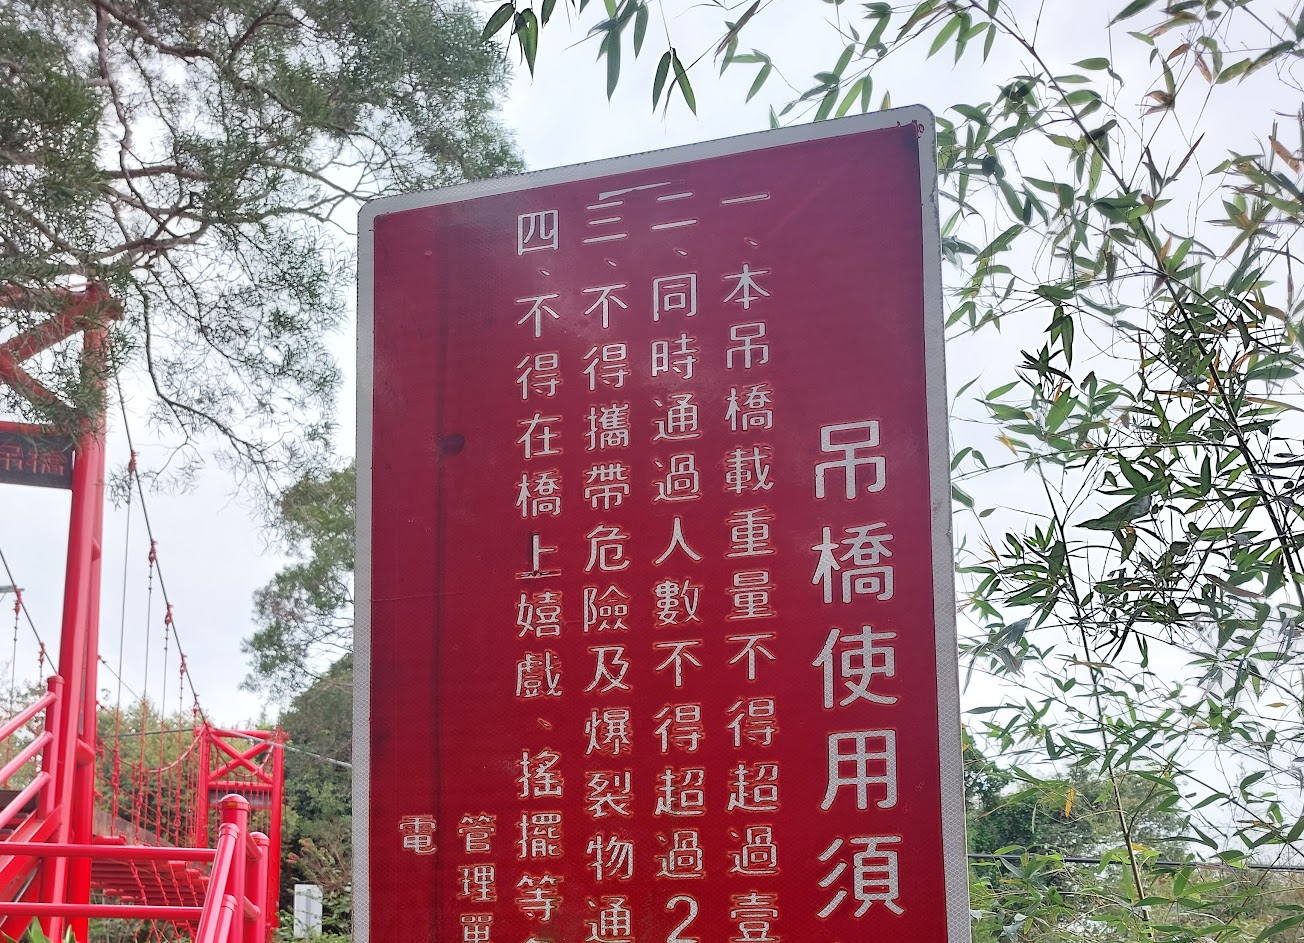 吊橋使用須
一、本吊橋載重量不得超過壹
二、同時通過人數不得超過2
三、不得攜帶危險及爆裂物通
四、不得在橋上嬉戲、搖擺等
管理單
電
吊橋